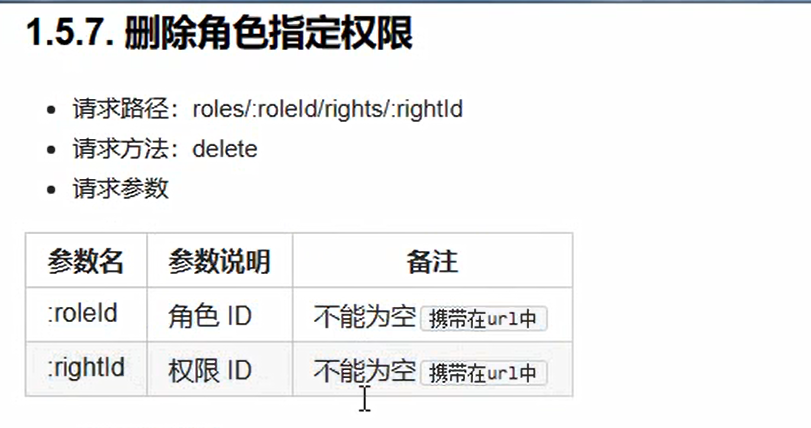 1.5.7. 删除角色指定权限
请求路径：roles/:roleId/rights/:rightId
请求方法：delete
请求参数
参数名 参数说明 备注
:roleId 角色 ID 不能为空 携带在url中
:rightId 权限 ID 不能为空 携带在url中